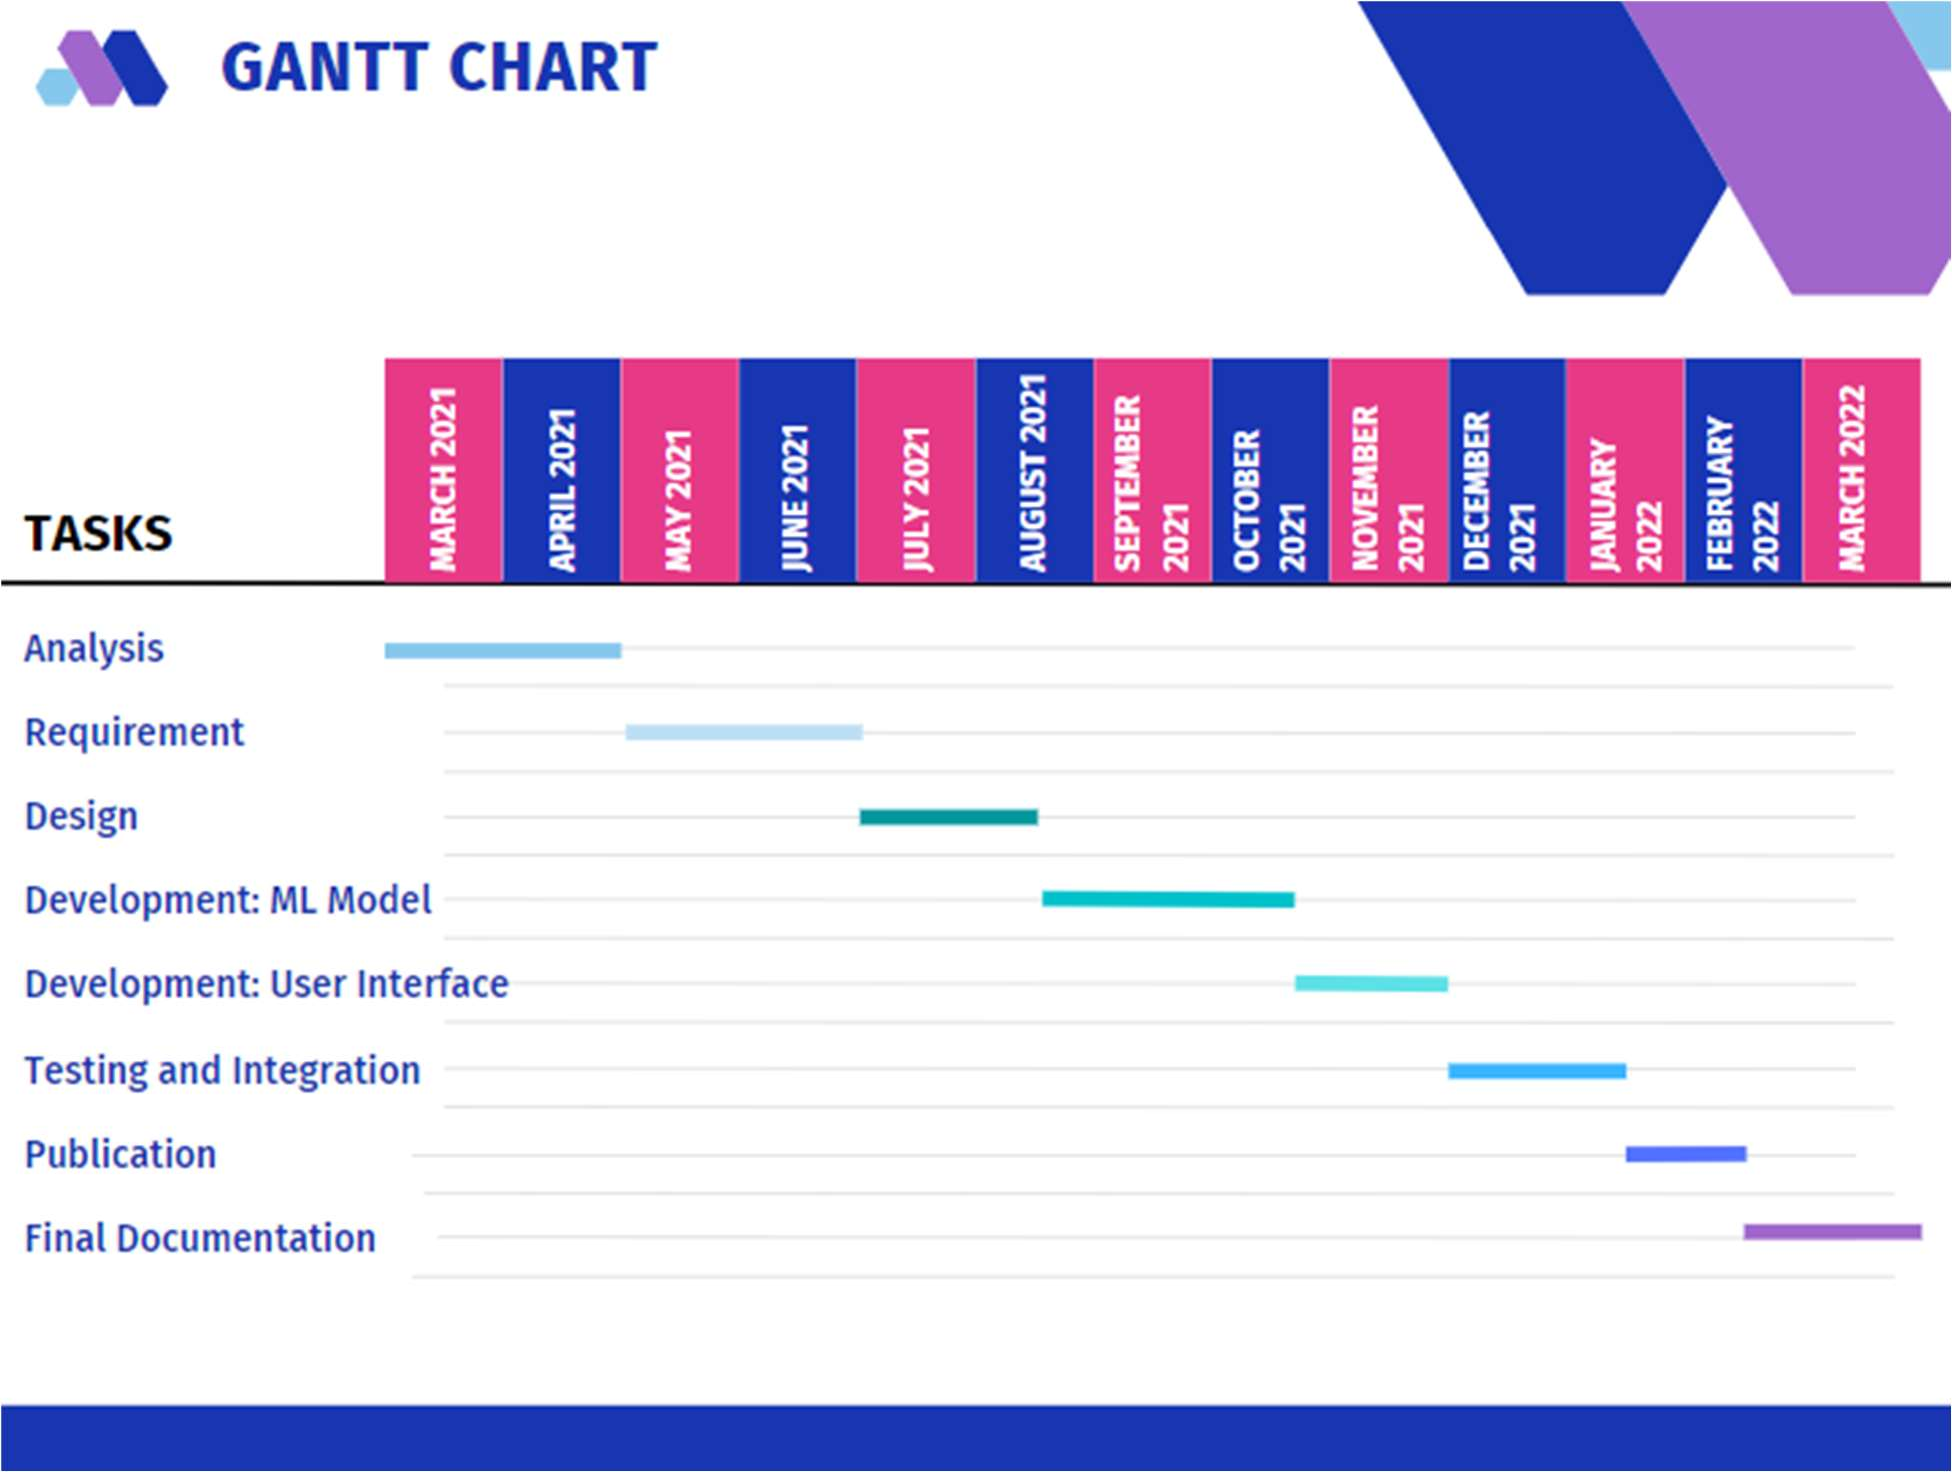 GANTT CHART
TASKS
MARCH 2021
APRIL 2021
MAY 2021
JUNE 2021
JULY 2021
AUGUST 2021
SEPTEMBER
2021
OCTOBER
2021
NOVEMBER
2021
DECEMBER
2021
JANUARY
2022
FEBRUARY
2022
MARCH 2022
Analysis
Requirement
Design
Development: ML Model
Development: User Interface
Testing and Integration
Publication
Final Documentation